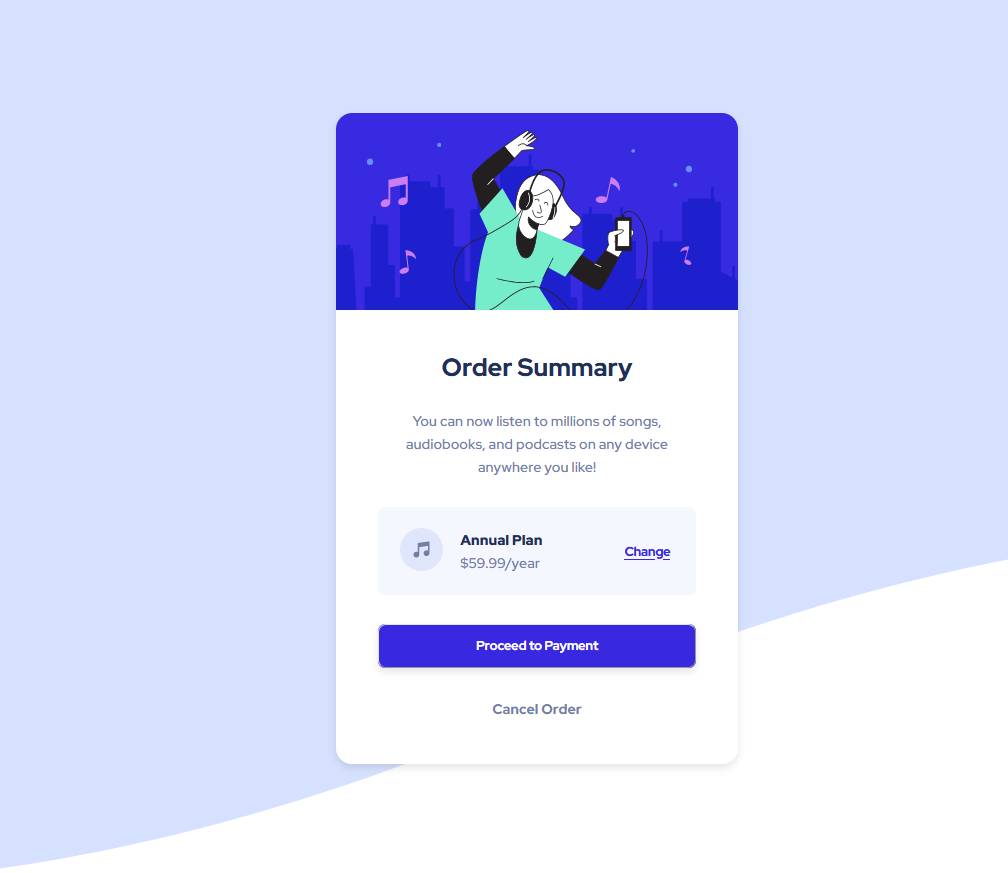 Order Summary
You can now listen to millions of songs,
audiobooks, and podcasts on any device
anywhere you like!
Annual Plan
$59.99/year
Change
Proceed to Payment
Cancel Order